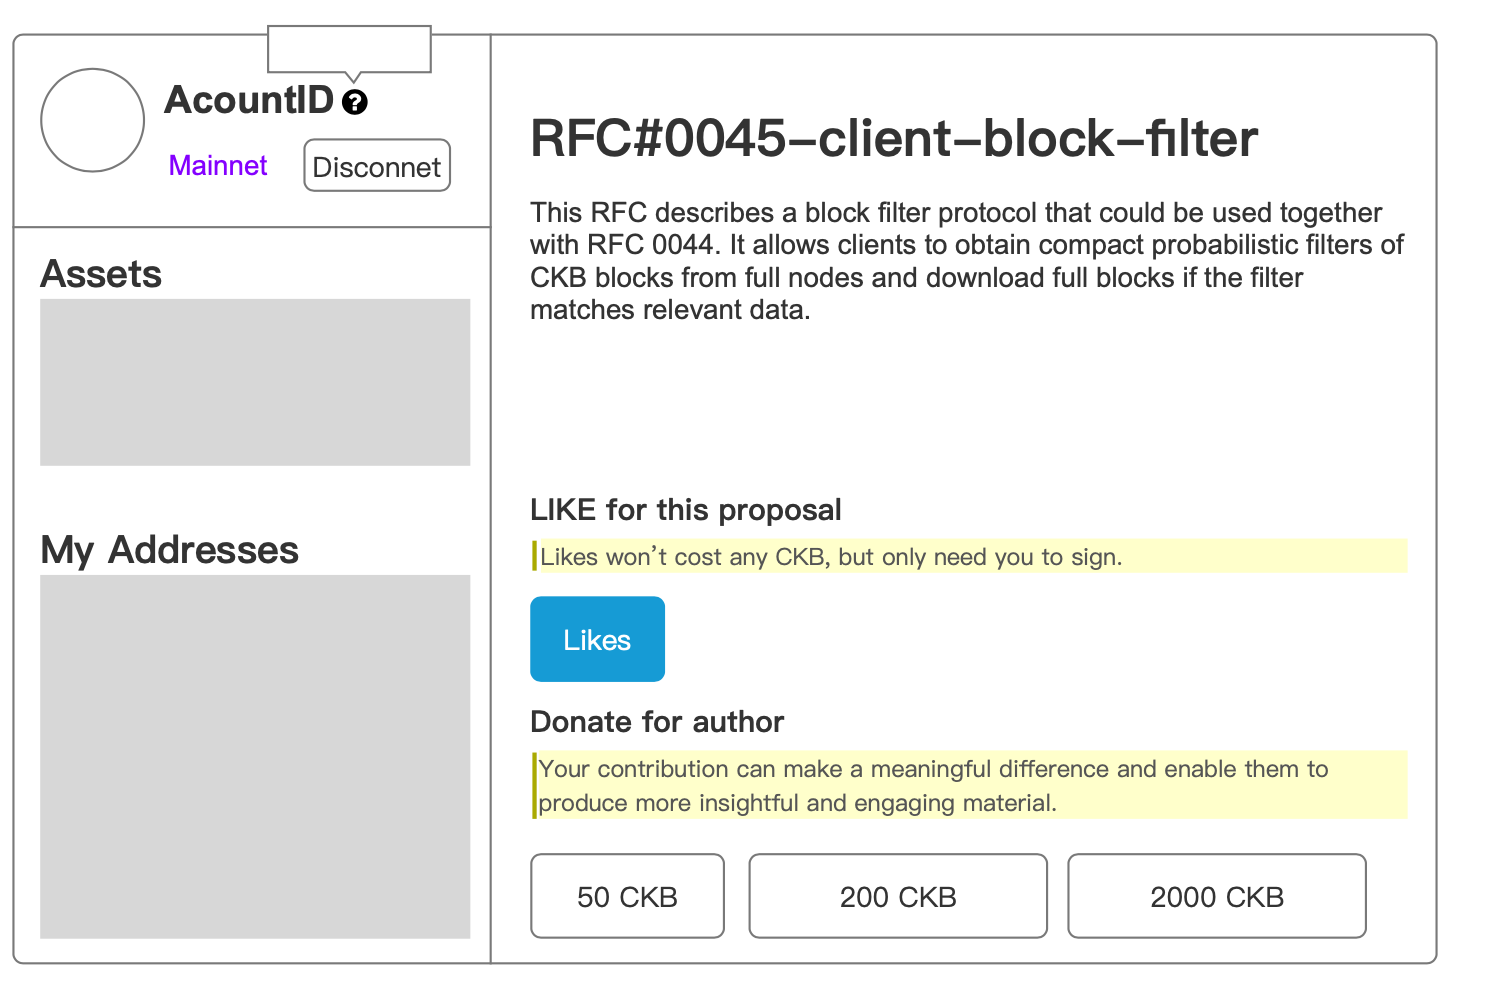 AcountID
?
Mainnet
Disconnet
Assets
My Addresses
RFC#0045-client-block-filter
This RFC describes a block filter protocol that could be used together
with RFC 0044. It allows clients to obtain compact probabilistic filters of
CKB blocks from full nodes and download full blocks if the filter
matches relevant data.
LIKE for this proposal
Likes won’t cost any CKB, but only need you to sign.
Likes
Donate for author
Your contribution can make a meaningful difference and enable them to
produce more insightful and engaging material.
50 CKB
200 CKB
2000 CKB